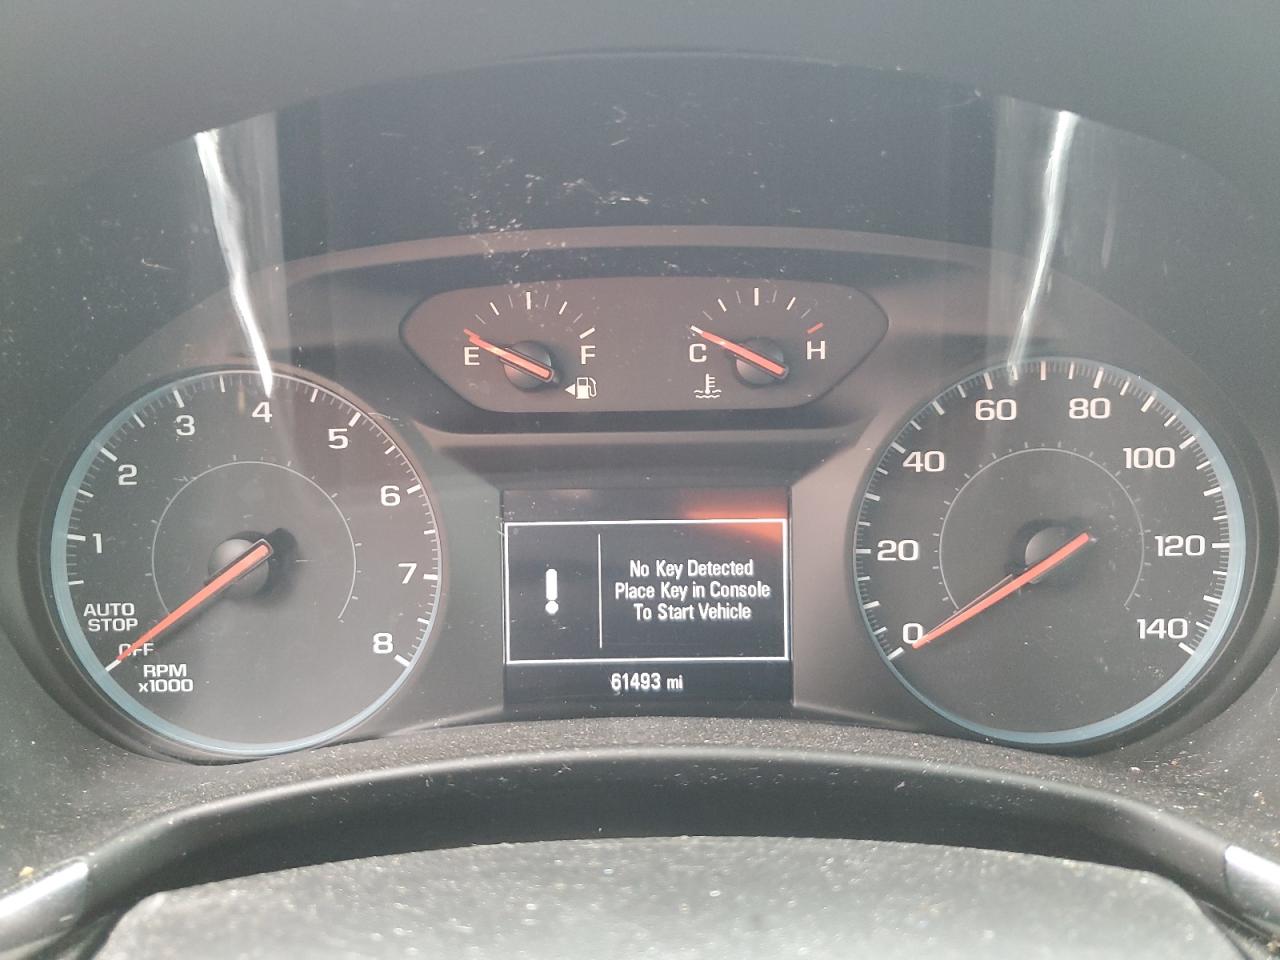 E F
C H
1
2
3
4
5
6
7
8
AUTO
STOP
OFF
RPM
x1000
No Key Detected
Place Key in Console
To Start Vehicle
61493 mi
0
20
40
60
80
100
120
140